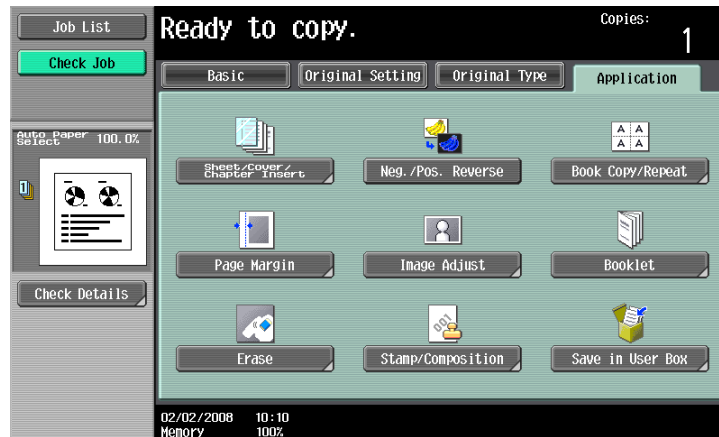 Job List
Check Job
Ready to copy.
Copies:
1
Basic
Original Setting
Original Type
Application
Auto Paper
Select
100.0%
Sheet/Cover/
Chapter Insert
Neg./Pos. Reverse
A A
A A
Book Copy/Repeat
Page Margin
Image Adjust
Booklet
Check Details
001
Erase
Stamp/Composition
Save in User Box
02/02/2008 10:10
Memory 100%